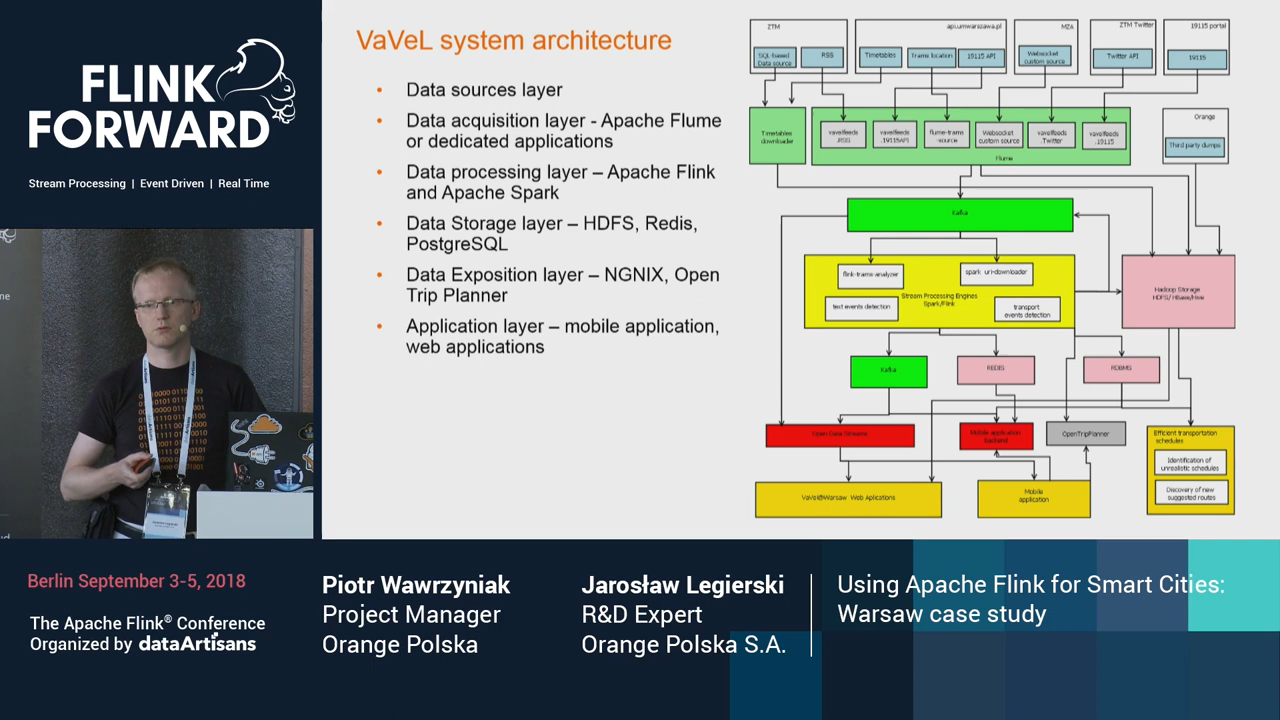 FLINK
FORWARD
Stream Processing | Event Driven | Real Time
VaVeL system architecture
• Data sources layer
• Data acquisition layer - Apache Flume
or dedicated applications
• Data processing layer – Apache Flink
and Apache Spark
• Data Storage layer – HDFS, Redis,
PostgreSQL
• Data Exposition layer – NGNIX, Open
Trip Planner
• Application layer – mobile application,
web applications
ZTM
SQL-based
Data source
RSS
api.umwarszawa.pl
Timetables
Trams location
19115 API
MZA
Websocket
custom source
ZTM Twitter
Twitter API
19115 portal
19115
Timetables
downloader
vavelfeeds
.RSS
vavelfeeds
.19115API
flume-trams
source
Websocket
custom source
vavelfeeds
.Twitter
vavelfeeds
.19115
Flume
Orange
Third party dumps
Kafka
flink-trams-analyzer
spark url-downloader
Stream Processing Engines
Spark/Flink
text events detection
transport
events detection
Hadoop Storage
HDFS/ Hbase/Hive
Kafka
REDIS
RDBMS
Open Data Streams
Mobile application
backend
OpenTripPlanner
Efficient transportation
schedules
Identification of
unrealistic schedules
Discovery of new
suggested routes
VaVel@Warsaw Web Aplications
Mobile
application
Berlin September 3-5, 2018
The Apache Flink® Conference
Organized by dataArtisans
Piotr Wawrzyniak
Project Manager
Orange Polska
Jarosław Legierski
R&D Expert
Orange Polska S.A.
Using Apache Flink for Smart Cities:
Warsaw case study